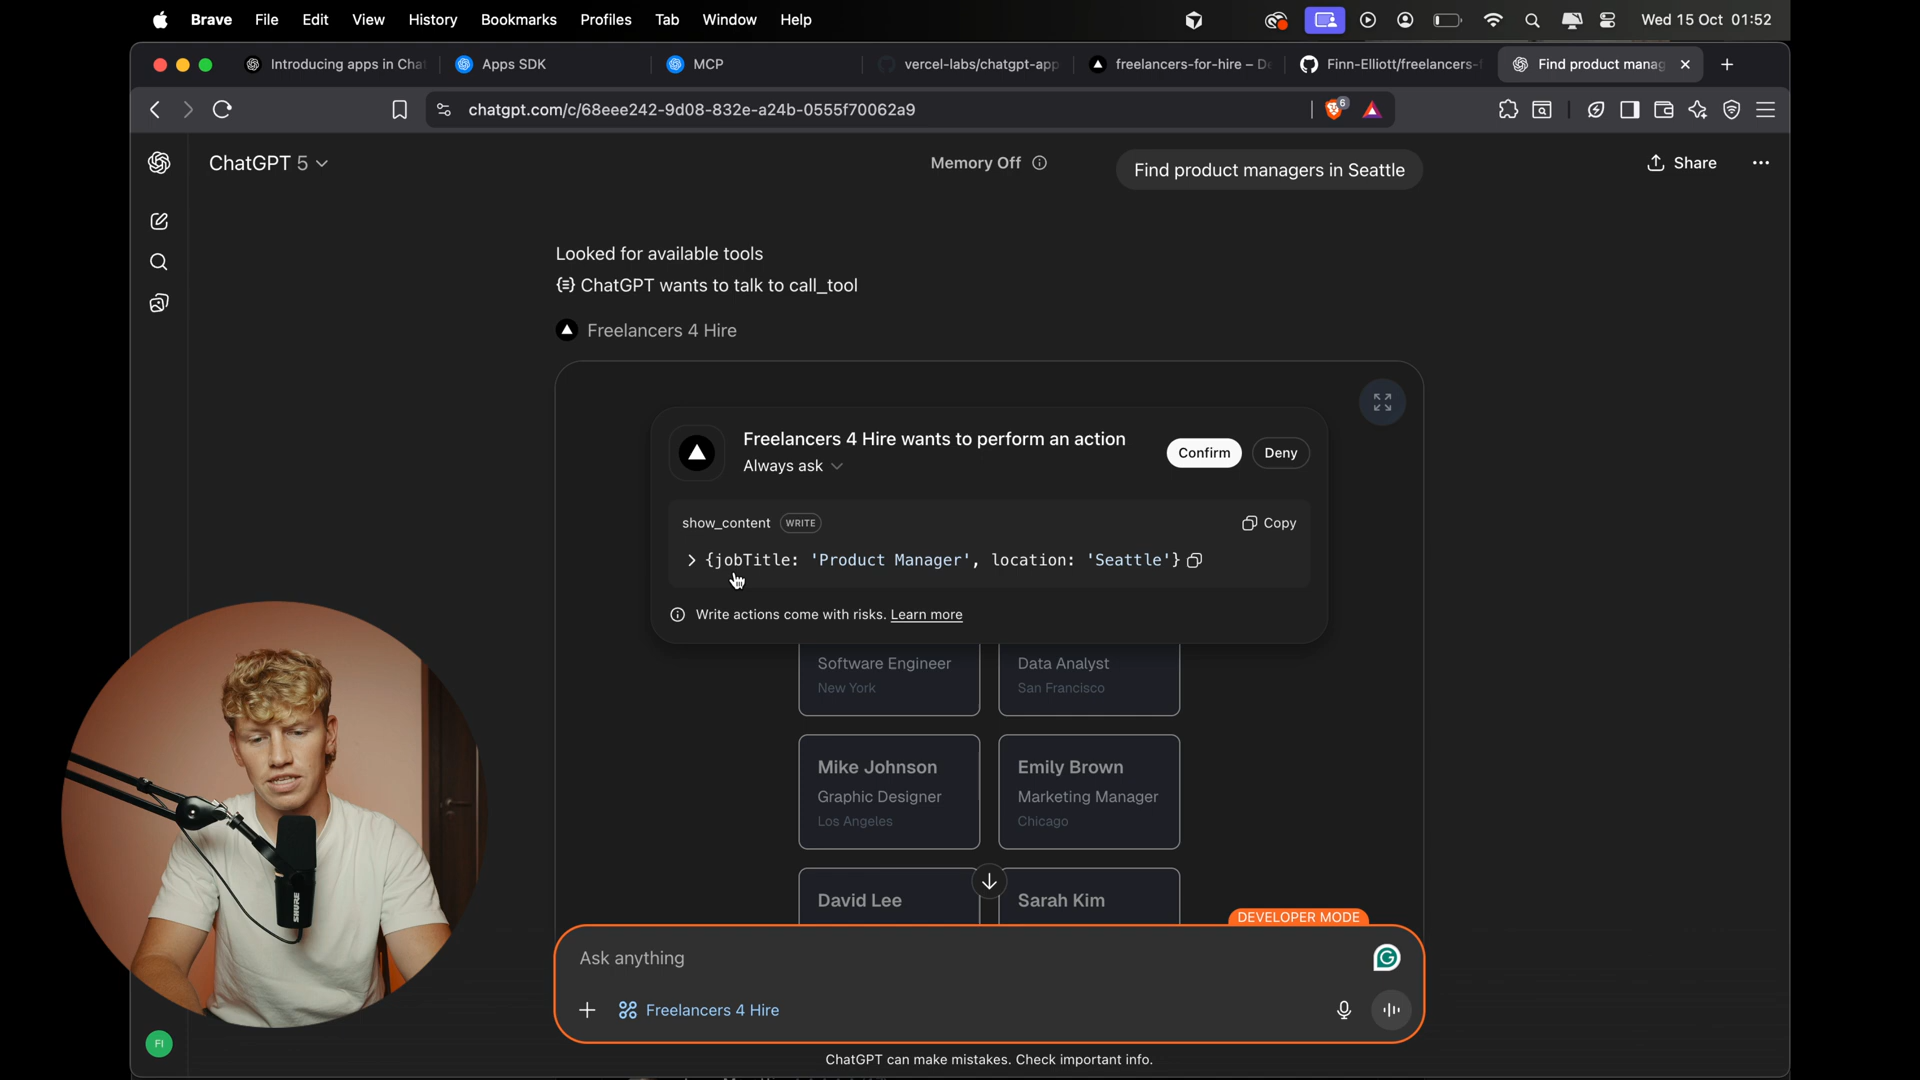 Brave File Edit View History Bookmarks Profiles Tab Window Help
Wed 15 Oct 01:52
Introducing apps in Cha
Apps SDK
MCP
vercel-labs/chatgpt-app
freelancers-for-hire – De
Finn-Elliott/freelancers-
Find product manag
chatgpt.com/c/68eee242-9d08-832e-a24b-0555f70062a9
6
ChatGPT 5
Memory Off
Find product managers in Seattle
Share
Looked for available tools
ChatGPT wants to talk to call_tool
Freelancers 4 Hire
Freelancers 4 Hire wants to perform an action
Always ask
Confirm
Deny
show_content WRITE
Copy
{jobTitle: 'Product Manager', location: 'Seattle'}
Write actions come with risks. Learn more
Software Engineer
New York
Data Analyst
San Francisco
Mike Johnson
Graphic Designer
Los Angeles
Emily Brown
Marketing Manager
Chicago
David Lee
Sarah Kim
DEVELOPER MODE
Ask anything
Freelancers 4 Hire
SHURE
FI
ChatGPT can make mistakes. Check important info.